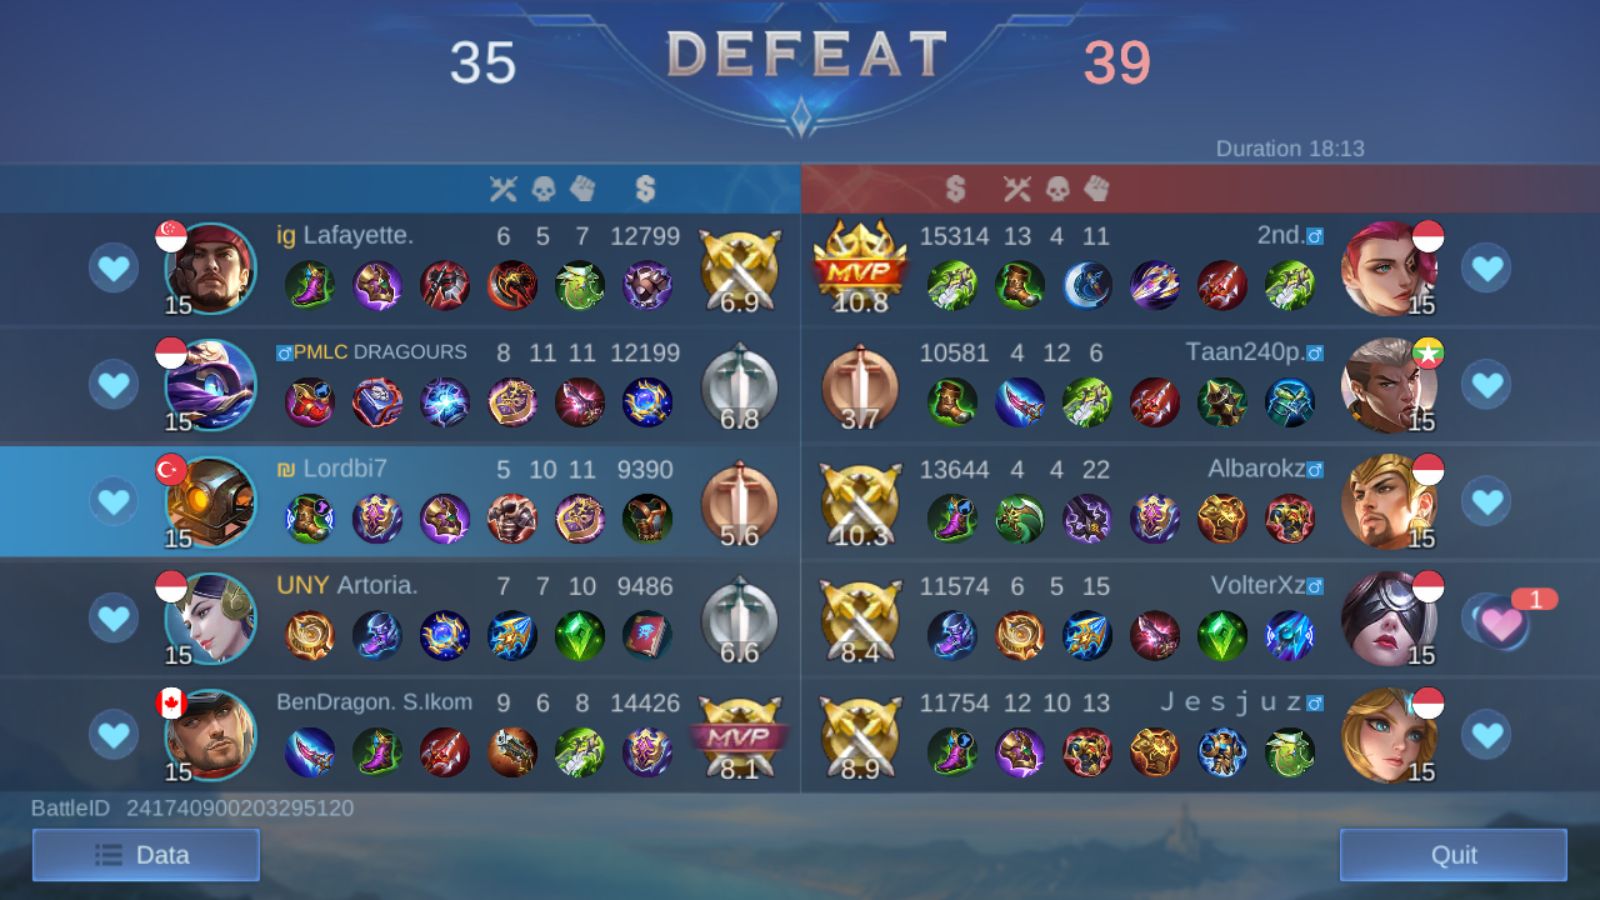 35 DEFEAT 39
Duration 18:13
ig Lafayette. 6 5 7 12799 6.9
15
MVP 10.8 15314 13 4 11 2nd.♂
15
♂PMLC DRAGOURS 8 11 11 12199 6.8
15
3.7 10581 4 12 6 Taan240p.♂
15
₪ Lordbi7 5 10 11 9390 5.6
15
10.3 13644 4 4 22 Albarokz♂
15
UNY Artoria. 7 7 10 9486 6.6
15
8.4 11574 6 5 15 VolterXz♂
15
1
BenDragon. S.Ikom 9 6 8 14426 MVP 8.1
15
8.9 11754 12 10 13 J e s j u z♂
15
BattleID 241740900203295120
Data
Quit